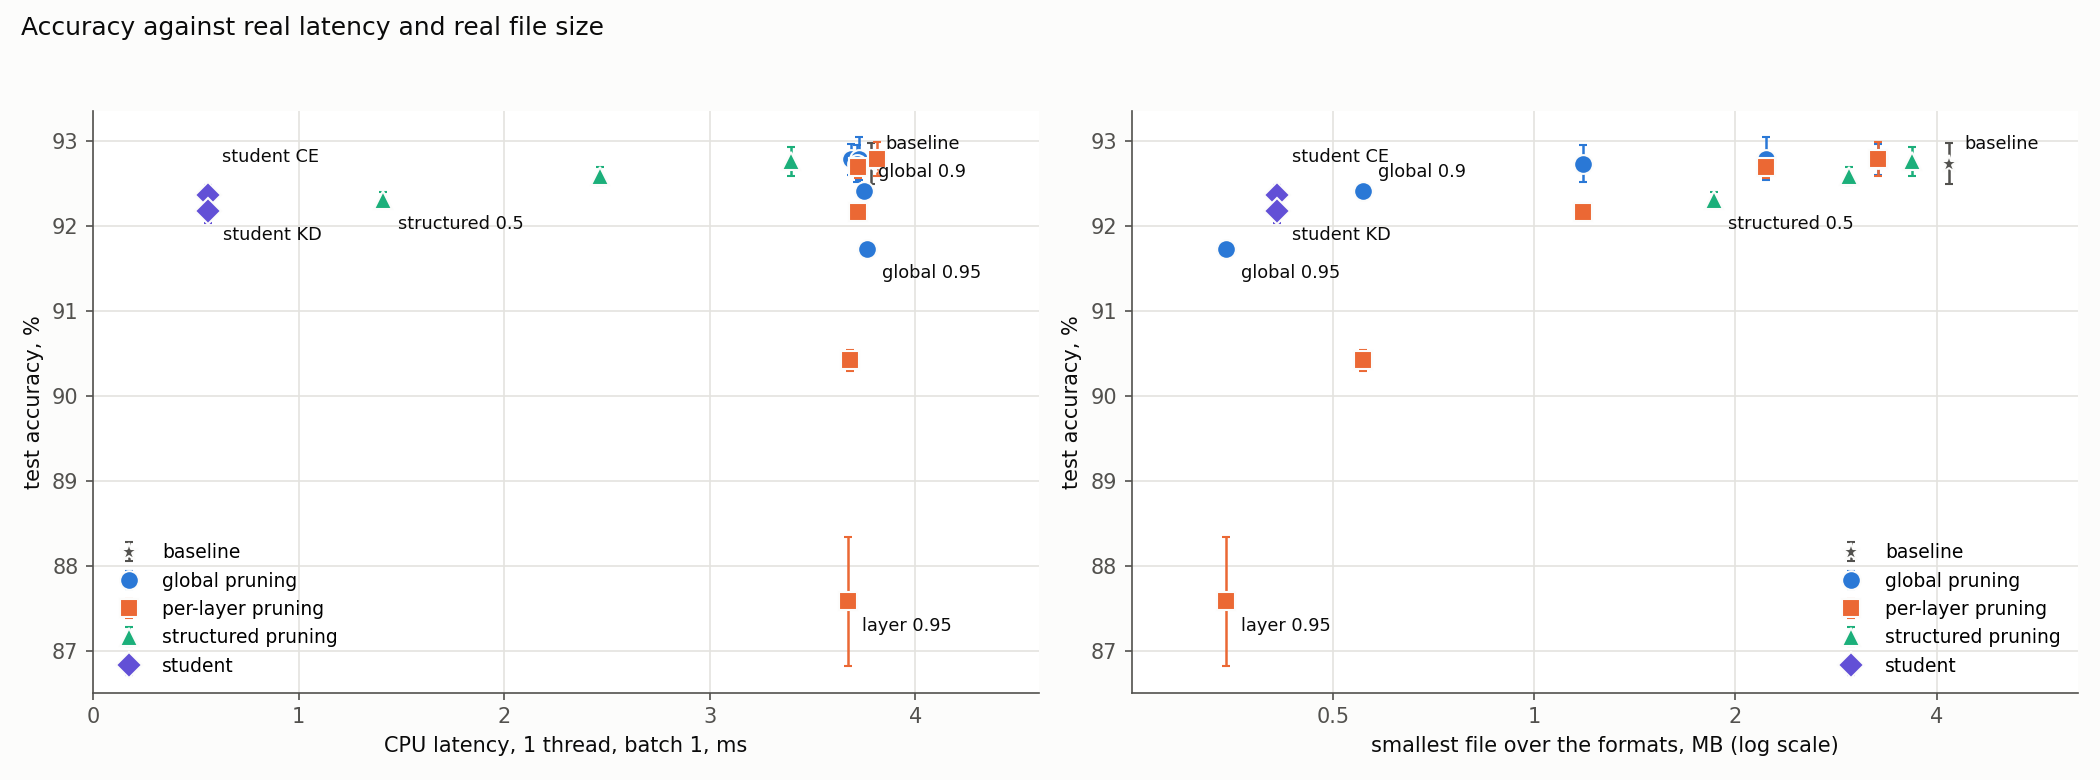 Accuracy against real latency and real file size
93
92
91
90
89
88
87
test accuracy, %
student CE
student KD
structured 0.5
baseline
global 0.9
global 0.95
layer 0.95
baseline
global pruning
per-layer pruning
structured pruning
student
0 1 2 3 4
CPU latency, 1 thread, batch 1, ms
93
92
91
90
89
88
87
test accuracy, %
student CE
global 0.9
student KD
global 0.95
structured 0.5
baseline
layer 0.95
baseline
global pruning
per-layer pruning
structured pruning
student
0.5 1 2 4
smallest file over the formats, MB (log scale)